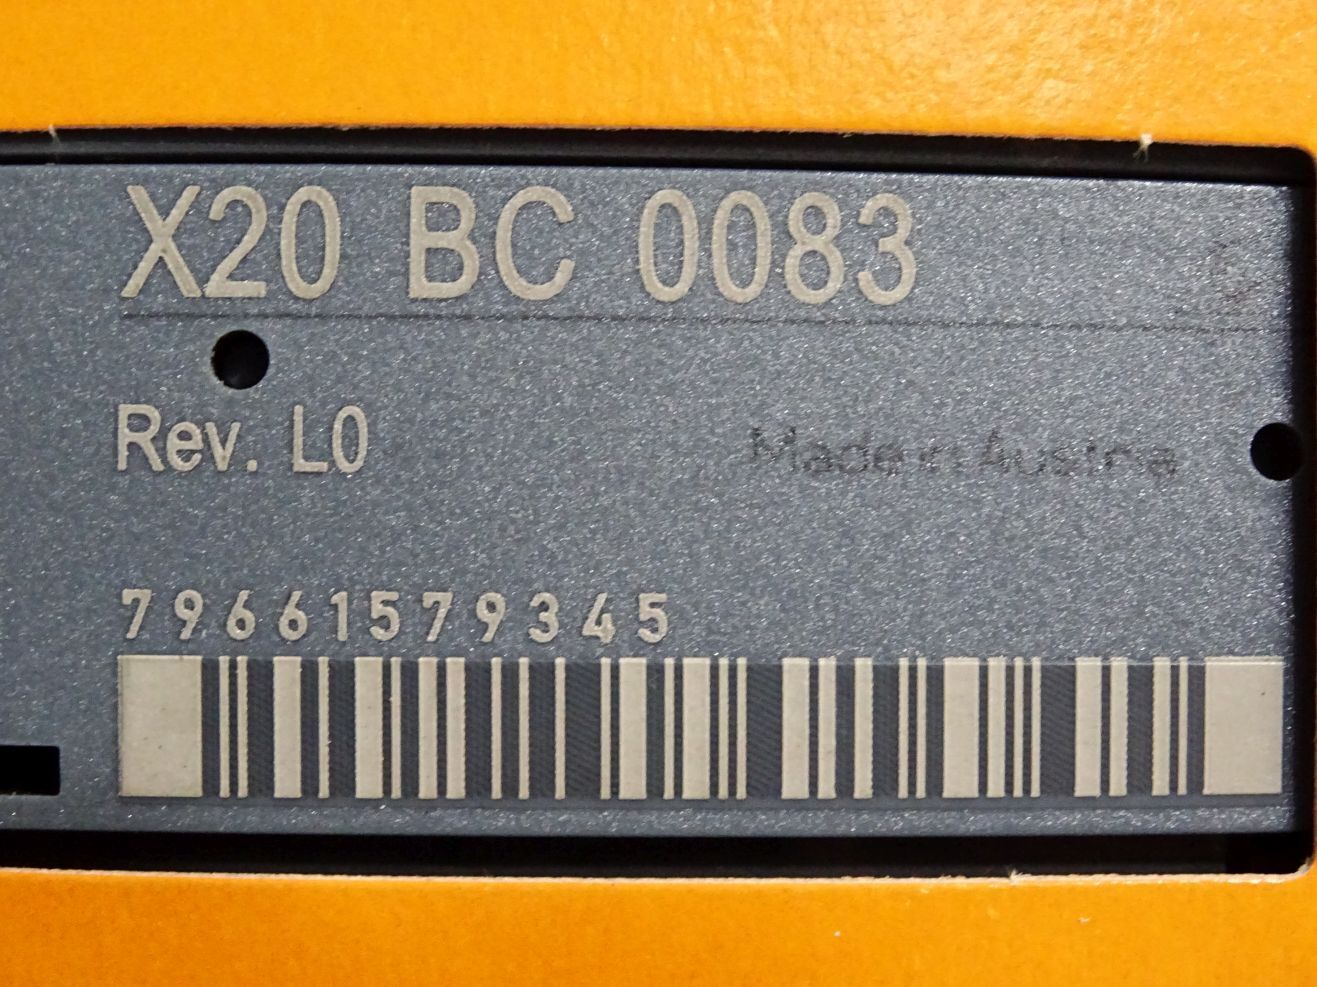 X20 BC 0083
Rev. L0 Made in Austria
79661579345